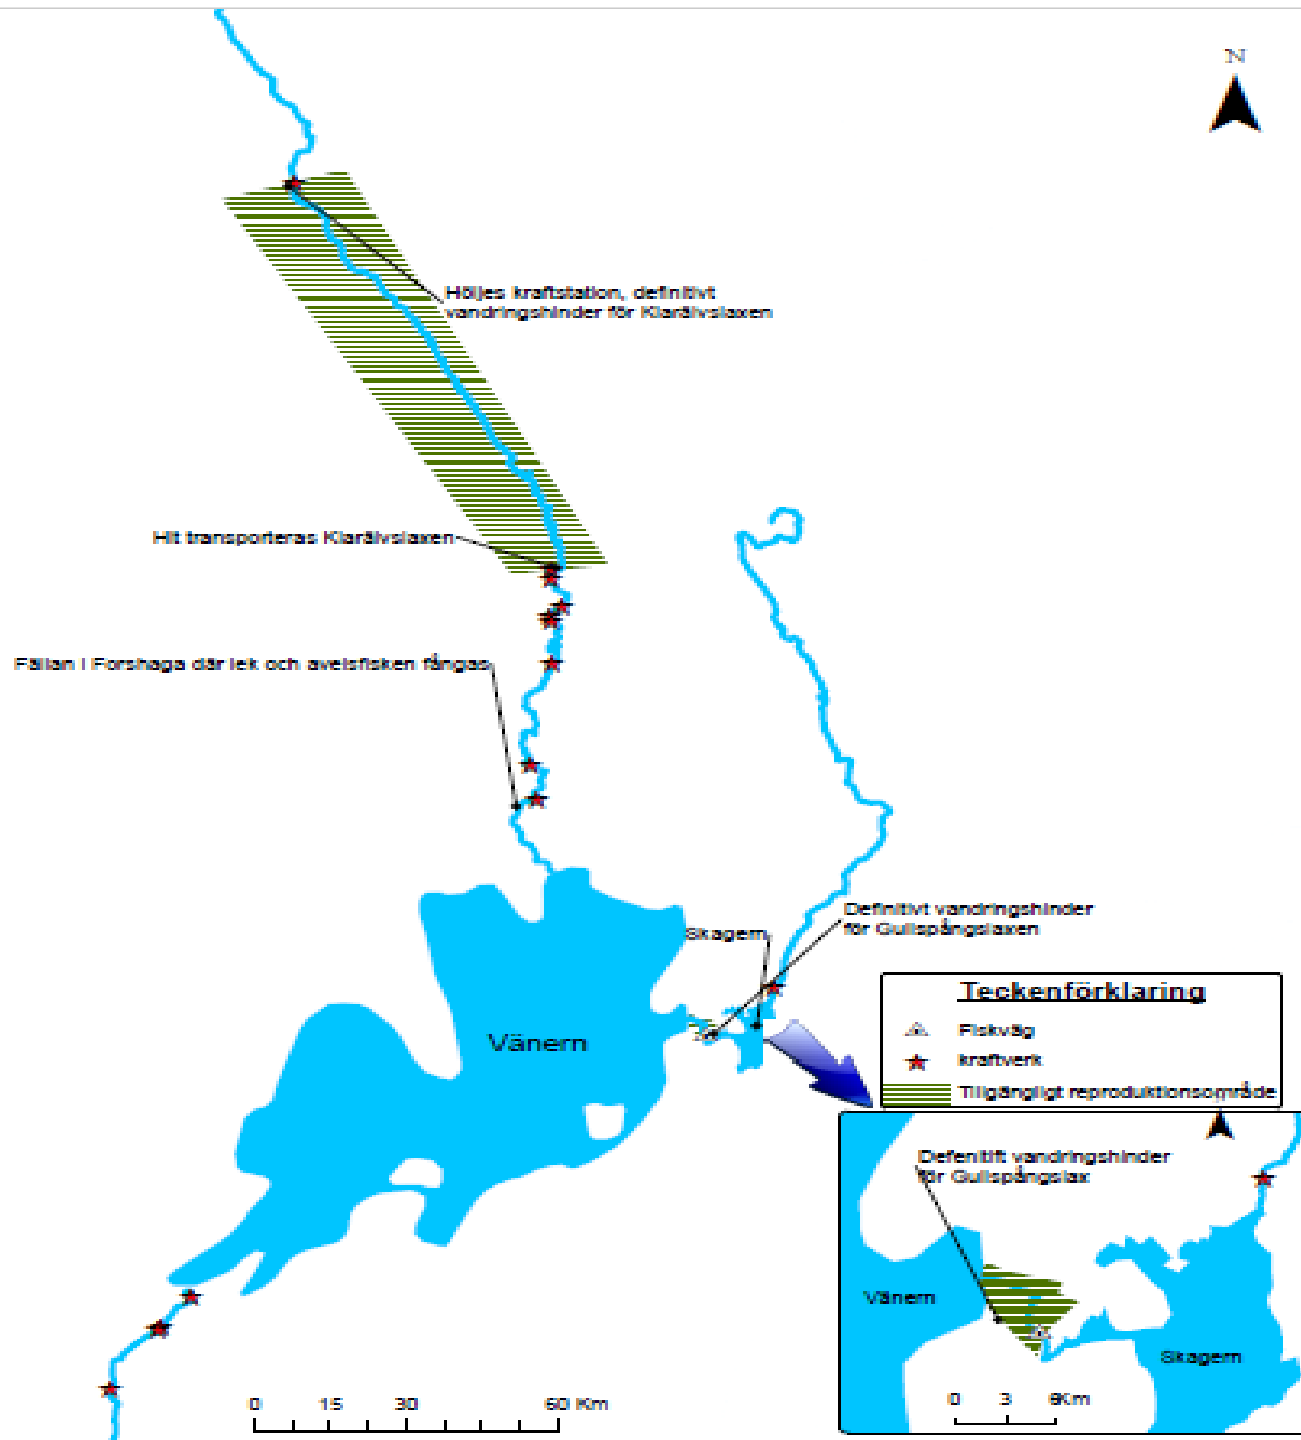 N
Höljes kraftstation, definitivt
vandringshinder för Klarälvslaxen
Hit transporteras Klarälvslaxen
Fällan i Forshaga där lek och avelsfisken fångas
Definitivt vandringshinder
för Gullspångslaxen
Skagern
Vänern
Teckenförklaring
Fiskväg
kraftverk
Tillgängligt reproduktionsområde
Defenitift vandringshinder
för Gullspångslax
Vänern
Skagern
0 3 6Km
0 15 30 60 Km